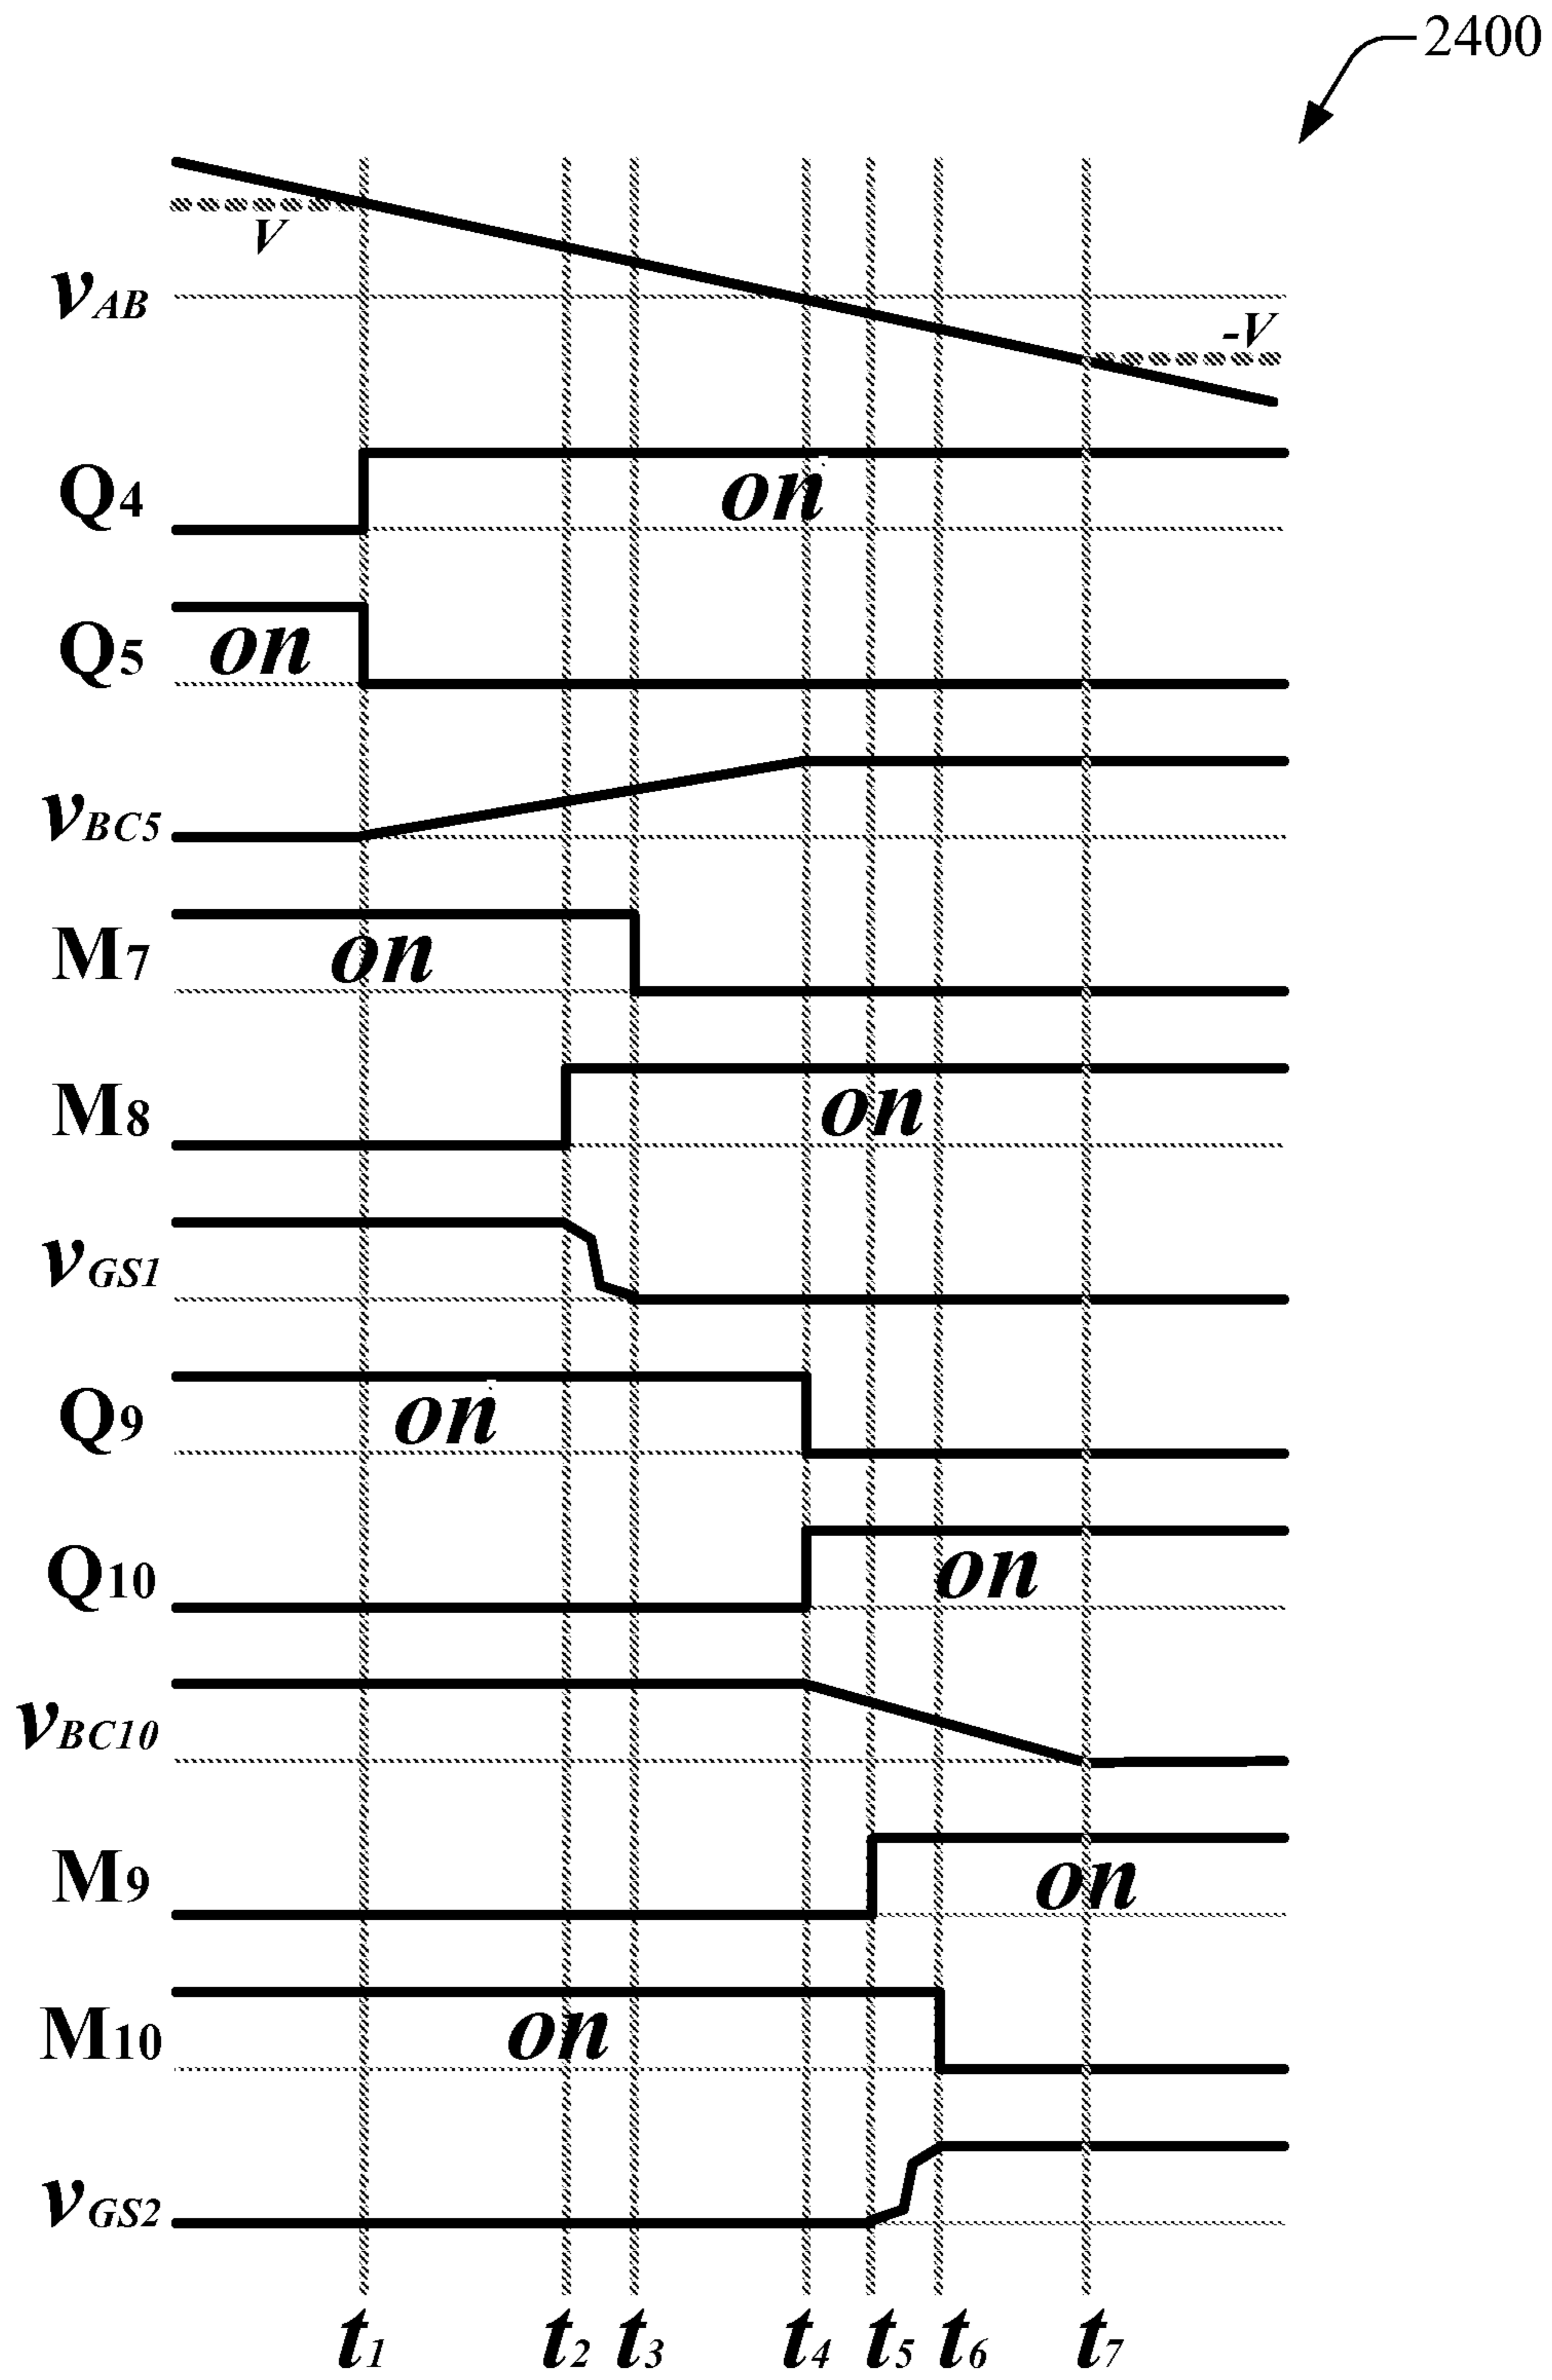 2400
V
vAB
-V
Q4
on
Q5
on
vBC5
M7
on
M8
on
vGS1
Q9
on
Q10
on
vBC10
M9
on
M10
on
vGS2
t1 t2 t3 t4 t5 t6 t7